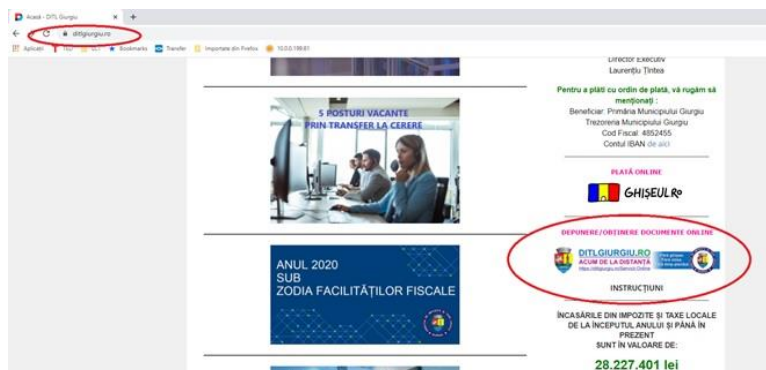 Acasă - DITL Giurgiu
ditlgiurgiu.ro
Aplicații
Bookmarks
Transfer
Importate din Firefox
10.0.0.198:81
5 POSTURI VACANTE
PRIN TRANSFER LA CERERE
ANUL 2020
SUB
ZODIA FACILITĂȚILOR FISCALE
Director Executiv
Laurențiu Țintea
Pentru a plăti cu ordin de plată, vă rugăm să
menționați :
Beneficiar: Primăria Municipiului Giurgiu
Trezoreria Municipiului Giurgiu
Cod Fiscal: 4852455
Contul IBAN de aici
PLATĂ ONLINE
GHIȘEUL.RO
DEPUNERE/OBȚINERE DOCUMENTE ONLINE
DITLGIURGIU.RO
ACUM DE LA DISTANȚĂ
INSTRUCȚIUNI
ÎNCASĂRILE DIN IMPOZITE ȘI TAXE LOCALE
DE LA ÎNCEPUTUL ANULUI ȘI PÂNĂ ÎN
PREZENT
SUNT ÎN VALOARE DE:
28.227.401 lei